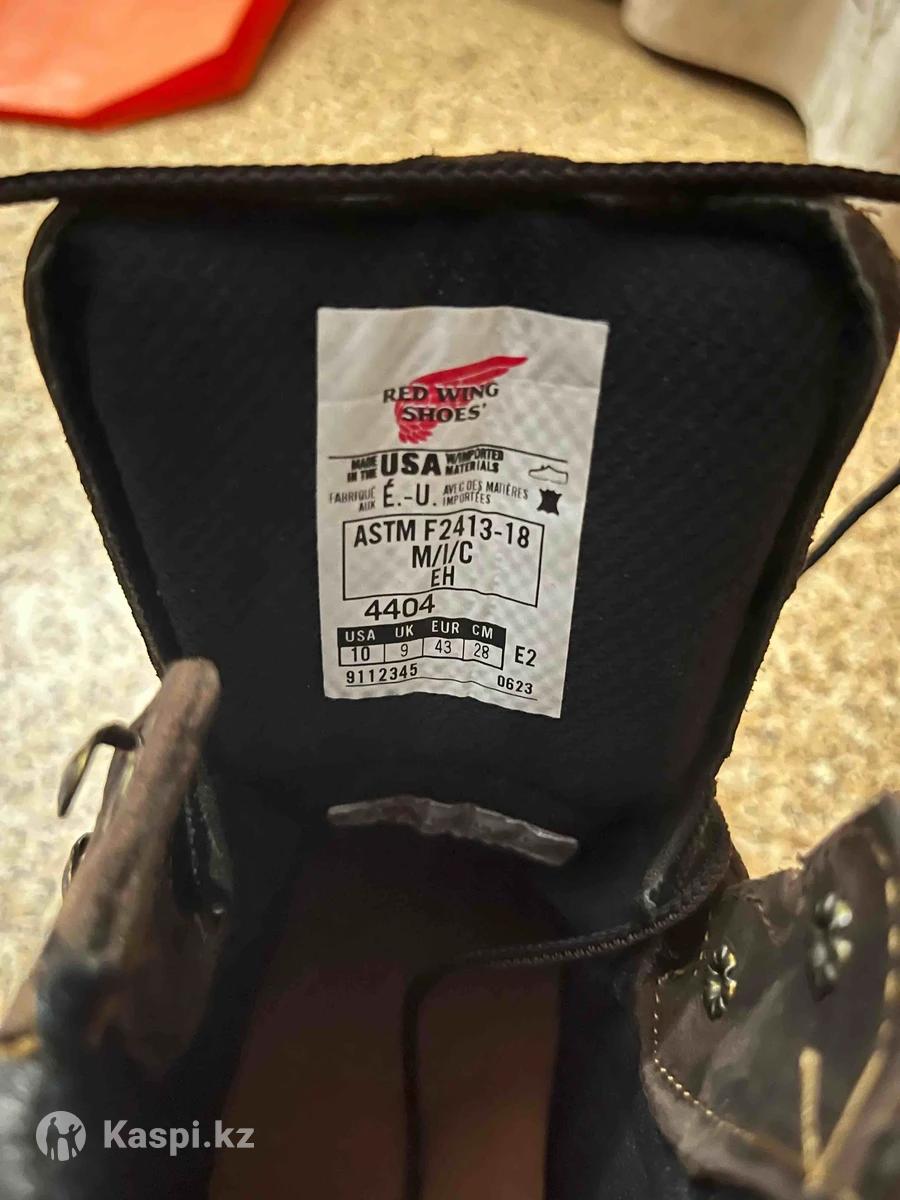 RED WING
SHOES
MADE IN THE USA W/IMPORTED MATERIALS
FABRIQUÉ AUX É.-U. AVEC DES MATIÈRES IMPORTÉES
ASTM F2413-18
M/I/C
EH
4404
USA UK EUR CM
10 9 43 28 E2
9112345 0623
Kaspi.kz